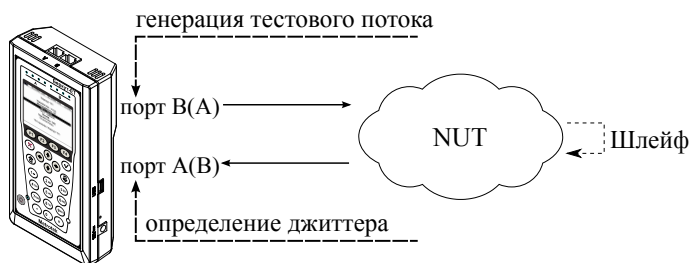 генерация тестового потока
порт B(A)
NUT
Шлейф
порт A(B)
определение джиттера